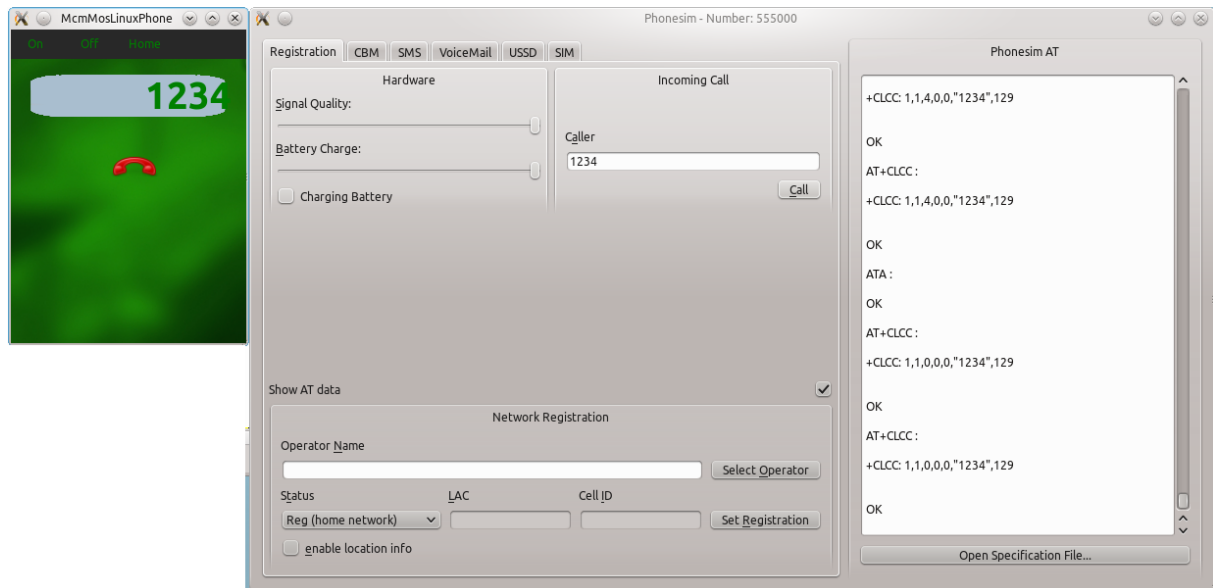 McmMosLinuxPhone
On Off Home
1234
Phonesim - Number: 555000
Registration CBM SMS VoiceMail USSD SIM
Hardware
Signal Quality:
Battery Charge:
Charging Battery
Incoming Call
Caller
1234
Call
Show AT data
Network Registration
Operator Name
Select Operator
Status LAC Cell ID
Reg (home network) Set Registration
enable location info
Phonesim AT
+CLCC: 1,1,4,0,0,"1234",129
OK
AT+CLCC :
+CLCC: 1,1,4,0,0,"1234",129
OK
ATA :
OK
AT+CLCC :
+CLCC: 1,1,0,0,0,"1234",129
OK
AT+CLCC :
+CLCC: 1,1,0,0,0,"1234",129
OK
Open Specification File...